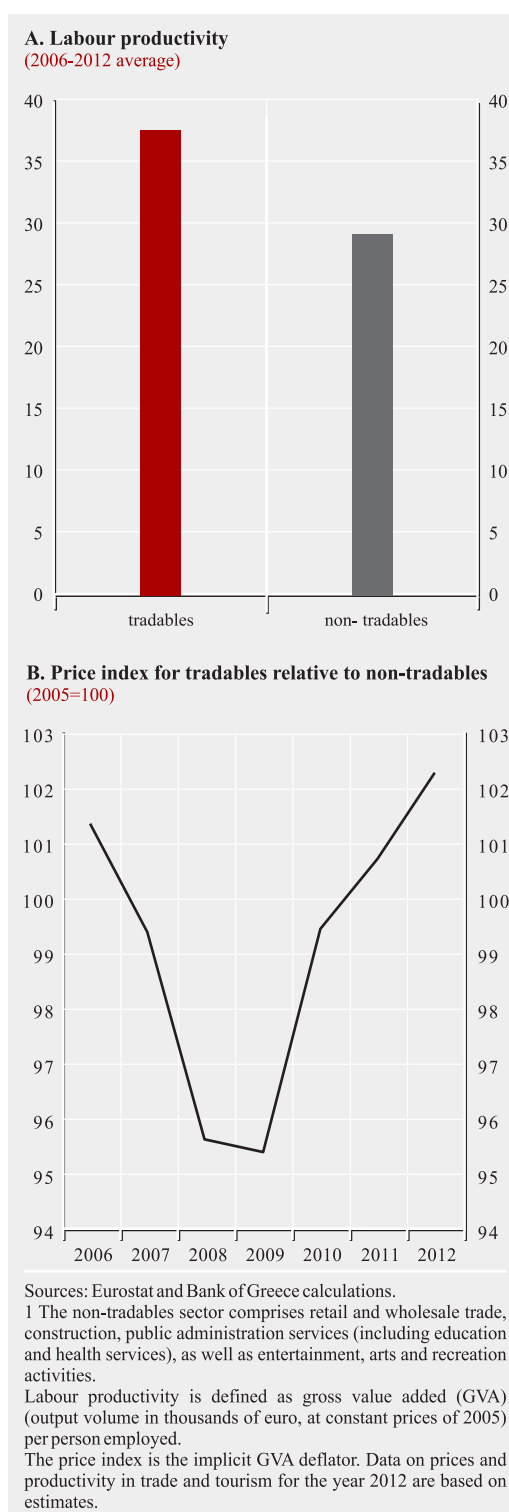 A. Labour productivity
(2006-2012 average)
40 40
35 35
30 30
25 25
20 20
15 15
10 10
5 5
0 0
tradables non- tradables
B. Price index for tradables relative to non-tradables
(2005=100)
103 103
102 102
101 101
100 100
99 99
98 98
97 97
96 96
95 95
94 94
2006 2007 2008 2009 2010 2011 2012
Sources: Eurostat and Bank of Greece calculations.
1 The non-tradables sector comprises retail and wholesale trade,
construction, public administration services (including education
and health services), as well as entertainment, arts and recreation
activities.
Labour productivity is defined as gross value added (GVA)
(output volume in thousands of euro, at constant prices of 2005)
per person employed.
The price index is the implicit GVA deflator. Data on prices and
productivity in trade and tourism for the year 2012 are based on
estimates.